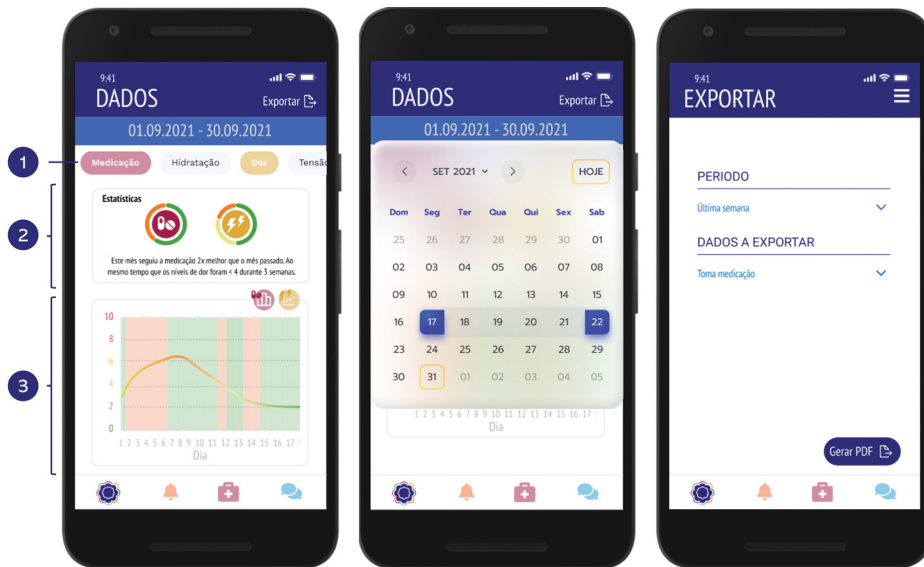 1
2
3
9:41
DADOS
Exportar
01.09.2021 - 30.09.2021
Medicação Hidratação Dor Tensão
Estatísticas
Este mês seguiu a medicação 2x melhor que o mês passado. Ao
mesmo tempo que os níveis de dor foram < 4 durante 3 semanas.
10
8
6
4
2
0
1 2 3 4 5 6 7 8 9 10 11 12 13 14 15 16 17
Dia
9:41
DADOS
Exportar
01.09.2021 - 30.09.2021
< SET 2021 > HOJE
Dom Seg Ter Qua Qui Sex Sab
25 26 27 28 29 30 01
02 03 04 05 06 07 08
09 10 11 12 13 14 15
16 17 18 19 20 21 22
23 24 25 26 27 28 29
30 31 01 02 03 04 05
1 2 3 4 5 6 7 8 9 10 11 12 13 14 15 16 17
Dia
9:41
EXPORTAR
PERIODO
Última semana
DADOS A EXPORTAR
Toma medicação
Gerar PDF